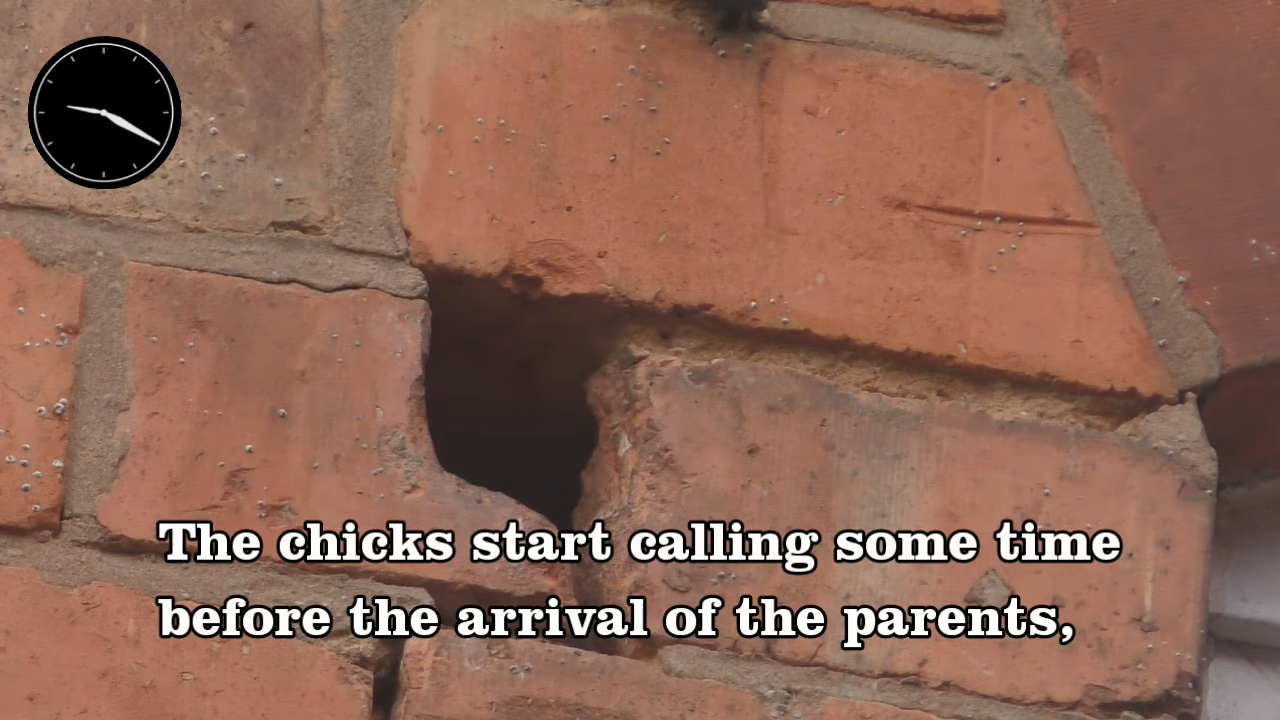 The chicks start calling some time
before the arrival of the parents,